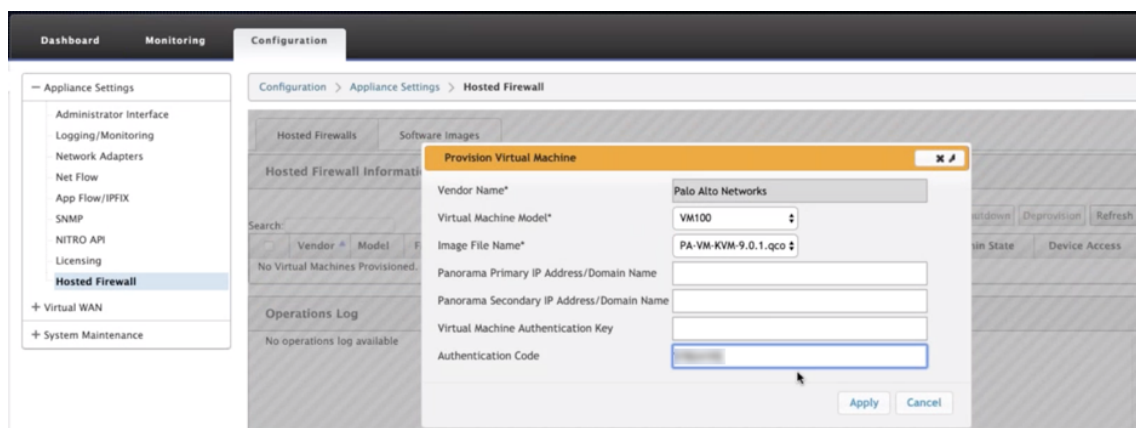 Dashboard Monitoring Configuration
— Appliance Settings
Administrator Interface
Logging/Monitoring
Network Adapters
Net Flow
App Flow/IPFIX
SNMP
NITRO API
Licensing
Hosted Firewall
+ Virtual WAN
+ System Maintenance
Configuration > Appliance Settings > Hosted Firewall
Hosted Firewalls Software Images
Hosted Firewall
Search:
Deprovision Refresh
Vendor Model State Device Access
No Virtual Machines Provisioned.
Operations Log
No operations log available
Provision Virtual Machine
Vendor Name* Palo Alto Networks
Virtual Machine Model* VM100
Image File Name* PA-VM-KVM-9.0.1.qco
Panorama Primary IP Address/Domain Name
Panorama Secondary IP Address/Domain Name
Virtual Machine Authentication Key
Authentication Code
Apply Cancel